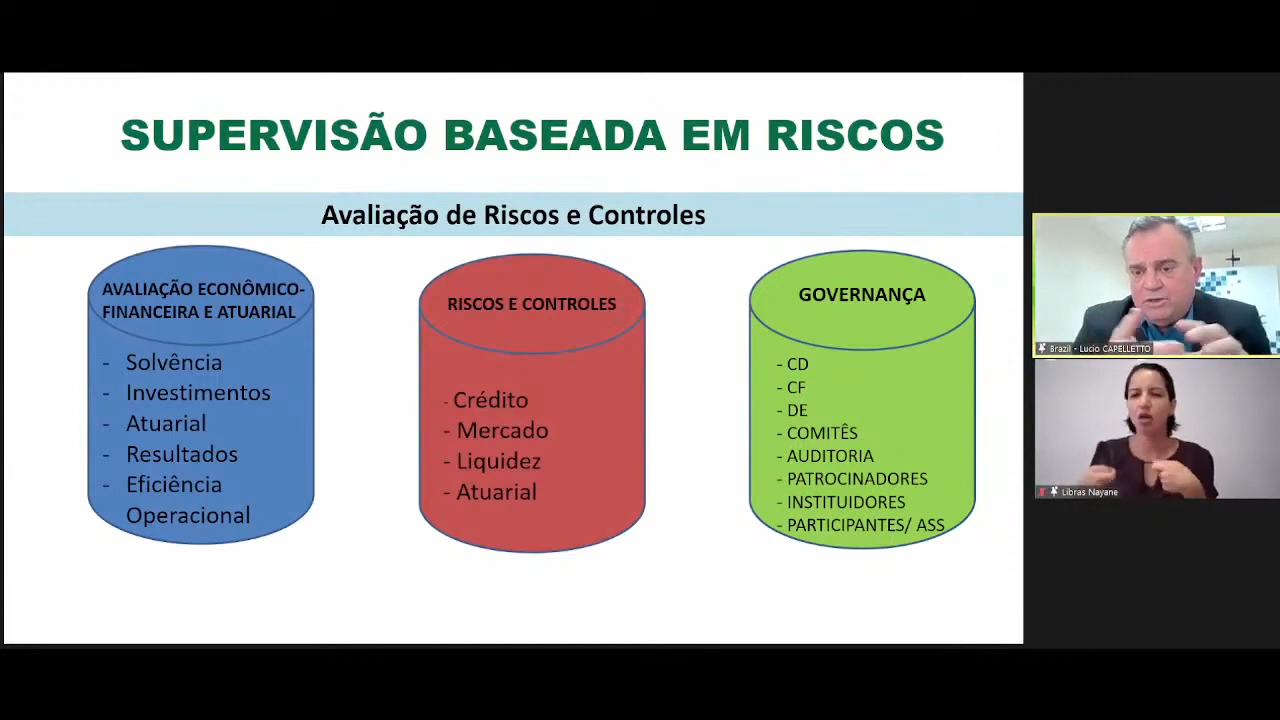 SUPERVISÃO BASEADA EM RISCOS
Avaliação de Riscos e Controles
AVALIAÇÃO ECONÔMICO-
FINANCEIRA E ATUARIAL
- Solvência
- Investimentos
- Atuarial
- Resultados
- Eficiência
Operacional
RISCOS E CONTROLES
- Crédito
- Mercado
- Liquidez
- Atuarial
GOVERNANÇA
- CD
- CF
- DE
- COMITÊS
- AUDITORIA
- PATROCINADORES
- INSTITUIDORES
- PARTICIPANTES/ ASS
Brazil - Lucio CAPELLETTO
Libras Nayane